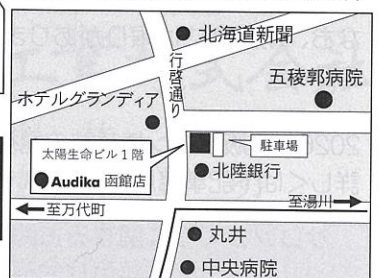 北海道新聞
行啓通り
五稜郭病院
ホテルグランディア
太陽生命ビル1階
Audika 函館店
駐車場
北陸銀行
至万代町
至湯川
丸井
中央病院